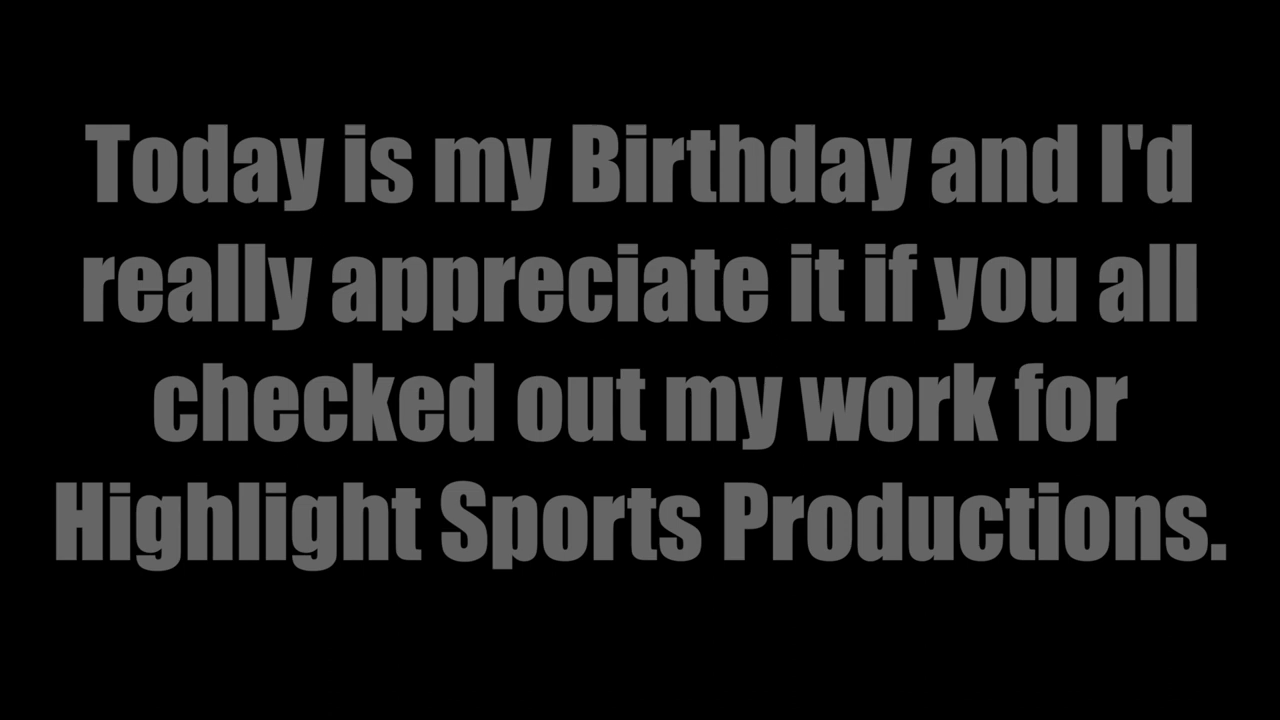 Today is my Birthday and I'd
really appreciate it if you all
checked out my work for
Highlight Sports Productions.